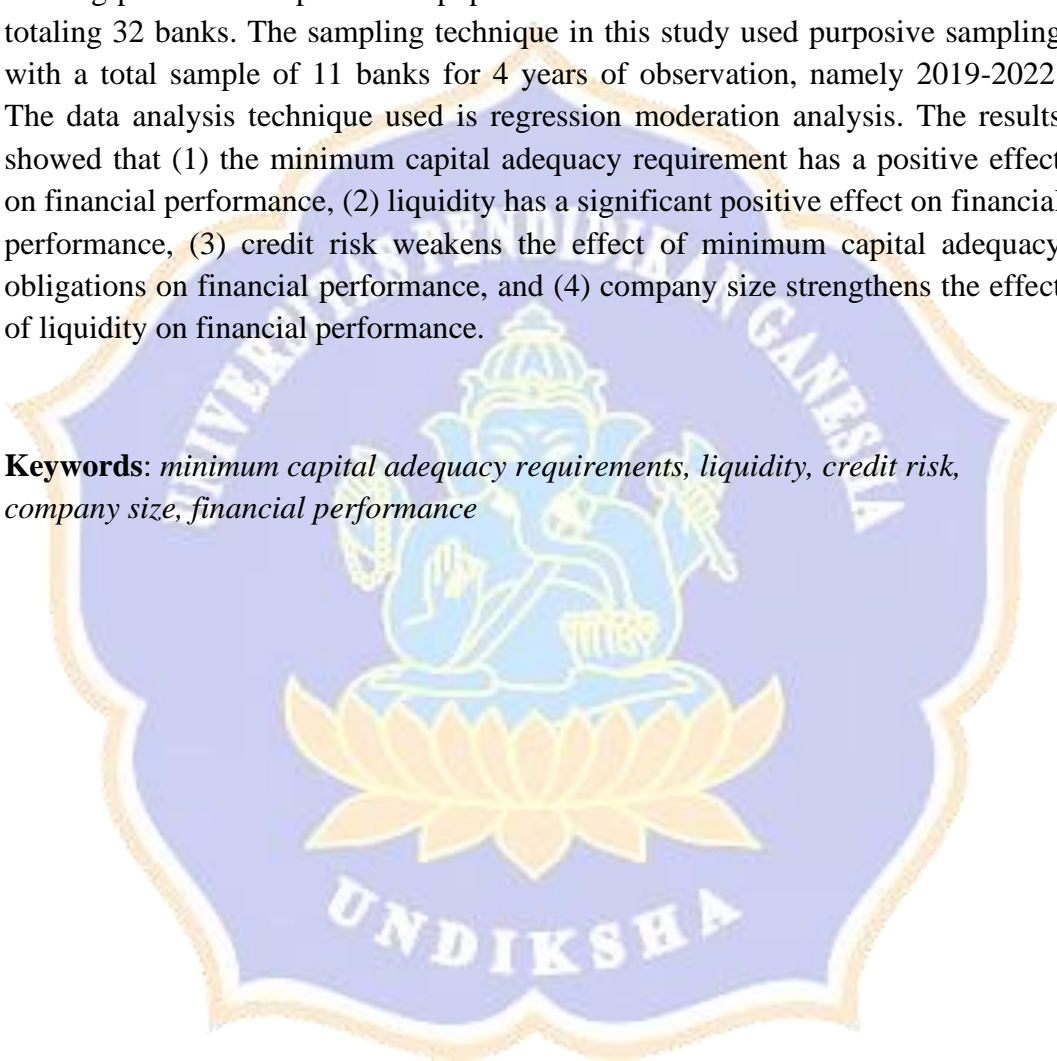 totaling 32 banks. The sampling technique in this study used purposive sampling
with a total sample of 11 banks for 4 years of observation, namely 2019-2022
The data analysis technique used is regression moderation analysis. The results
showed that (1) the minimum capital adequacy requirement has a positive effect
on financial performance, (2) liquidity has a significant positive effect on financial
performance, (3) credit risk weakens the effect of minimum capital adequacy
obligations on financial performance, and (4) company size strengthens the effect
of liquidity on financial performance.
UNIVERSITAS PENDIDIKAN GANESHA
Keywords: minimum capital adequacy requirements, liquidity, credit risk,
company size, financial performance
UNDIKSHA